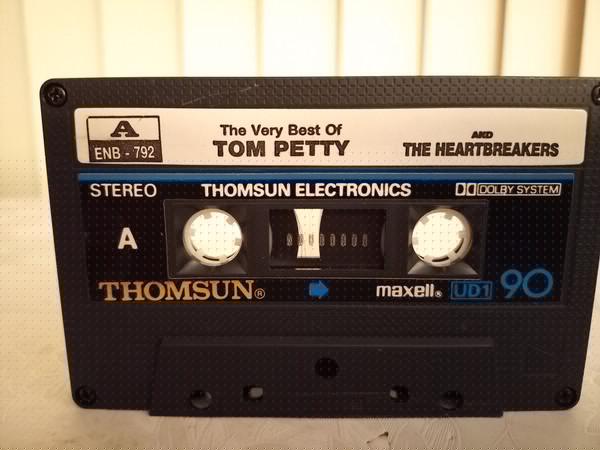 A
ENB - 792
The Very Best Of
TOM PETTY
AND
THE HEARTBREAKERS
STEREO THOMSUN ELECTRONICS DOLBY SYSTEM
A
THOMSUN® maxell® UD1 90